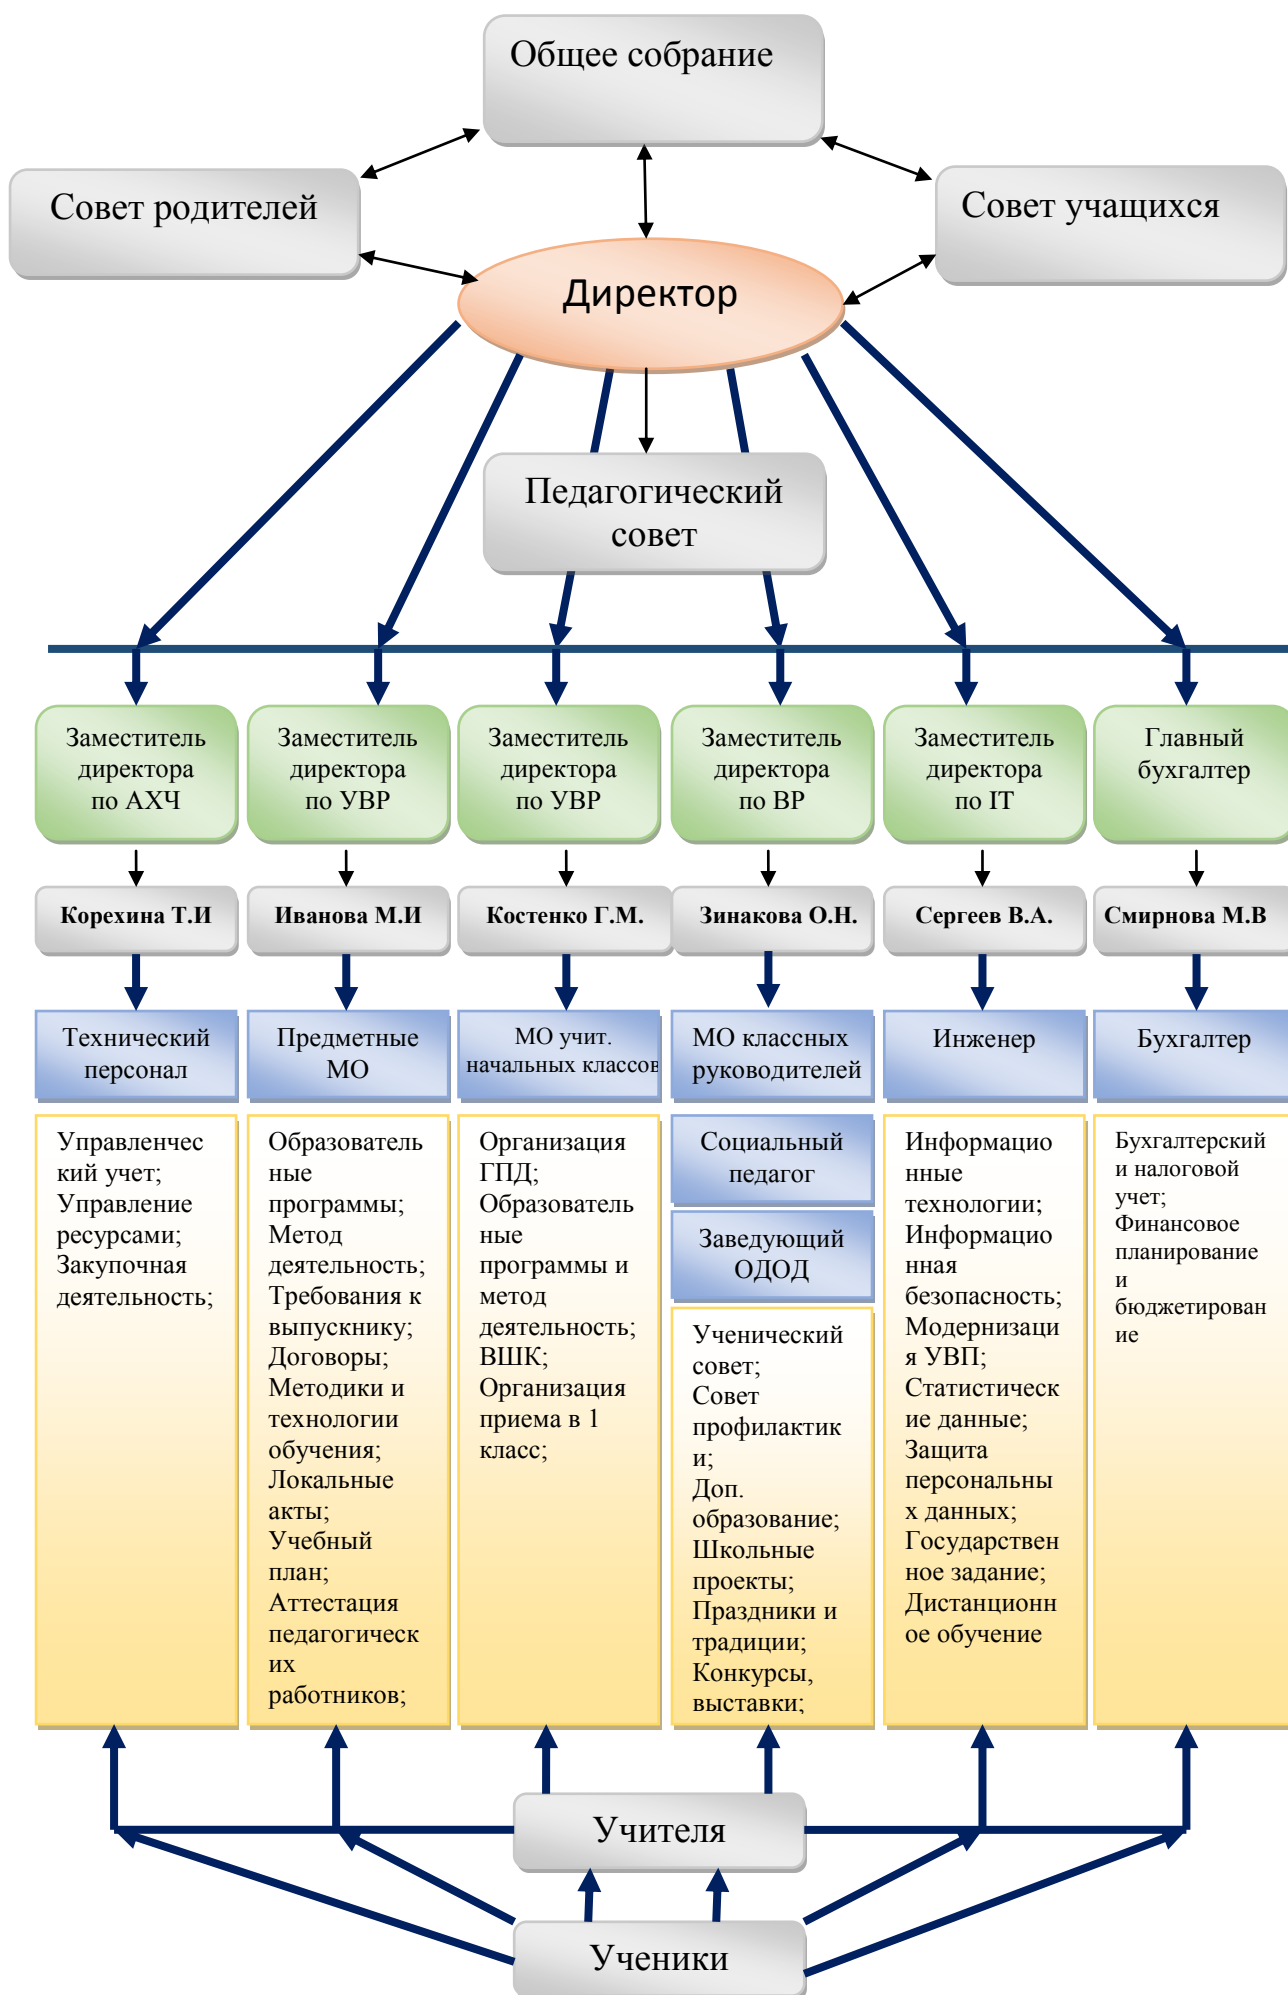 Общее собрание
Совет родителей
Совет учащихся
Директор
Педагогический
совет
Заместитель
директора
по АХЧ
Заместитель
директора
по УВР
Заместитель
директора
по УВР
Заместитель
директора
по ВР
Заместитель
директора
по IT
Главный
бухгалтер
Корехина Т.И
Иванова М.И
Костенко Г.М.
Зинакова О.Н.
Сергеев В.А.
Смирнова М.В
Технический
персонал
Предметные
МО
МО учит.
начальных классов
МО классных
руководителей
Инженер
Бухгалтер
Управленчес
кий учет;
Управление
ресурсами;
Закупочная
деятельность;
Образователь
ные
программы;
Метод
деятельность;
Требования к
выпускнику;
Договоры;
Методики и
технологии
обучения;
Локальные
акты;
Учебный
план;
Аттестация
педагогическ
их
работников;
Организация
ГПД;
Образователь
ные
программы и
метод
деятельность;
ВШК;
Организация
приема в 1
класс;
Социальный
педагог
Заведующий
ОДОД
Ученический
совет;
Совет
профилактик
и;
Доп.
образование;
Школьные
проекты;
Праздники и
традиции;
Конкурсы,
выставки;
Информацио
нные
технологии;
Информацио
нная
безопасность;
Модернизаци
я УВП;
Статистическ
ие данные;
Защита
персональны
х данных;
Государствен
ное задание;
Дистанционн
ое обучение
Бухгалтерский
и налоговой
учет;
Финансовое
планирование
и
бюджетирован
ие
Учителя
Ученики